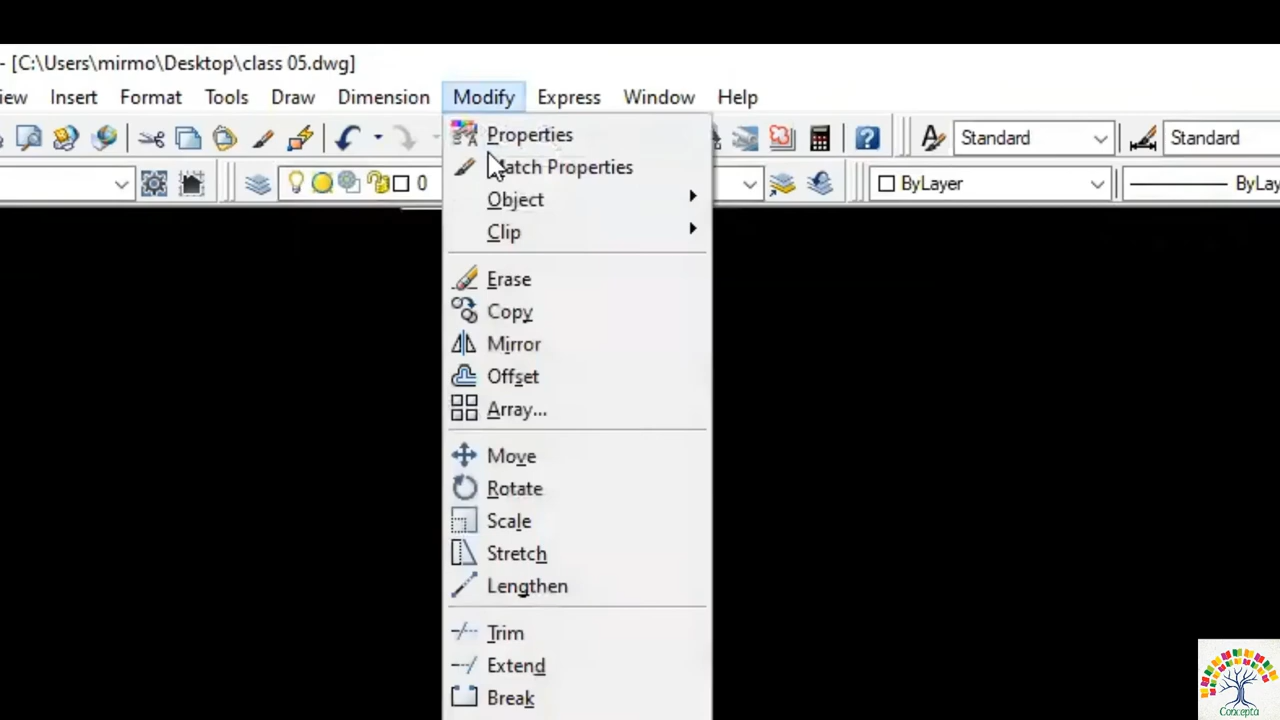 - [C:\Users\mirmo\Desktop\class 05.dwg]
iew Insert Format Tools Draw Dimension Modify Express Window Help
Standard Standard
0 ByLayer
Properties
atch Properties
Object
Clip
Erase
Copy
Mirror
Offset
Array...
Move
Rotate
Scale
Stretch
Lengthen
Trim
Extend
Break
Concepta